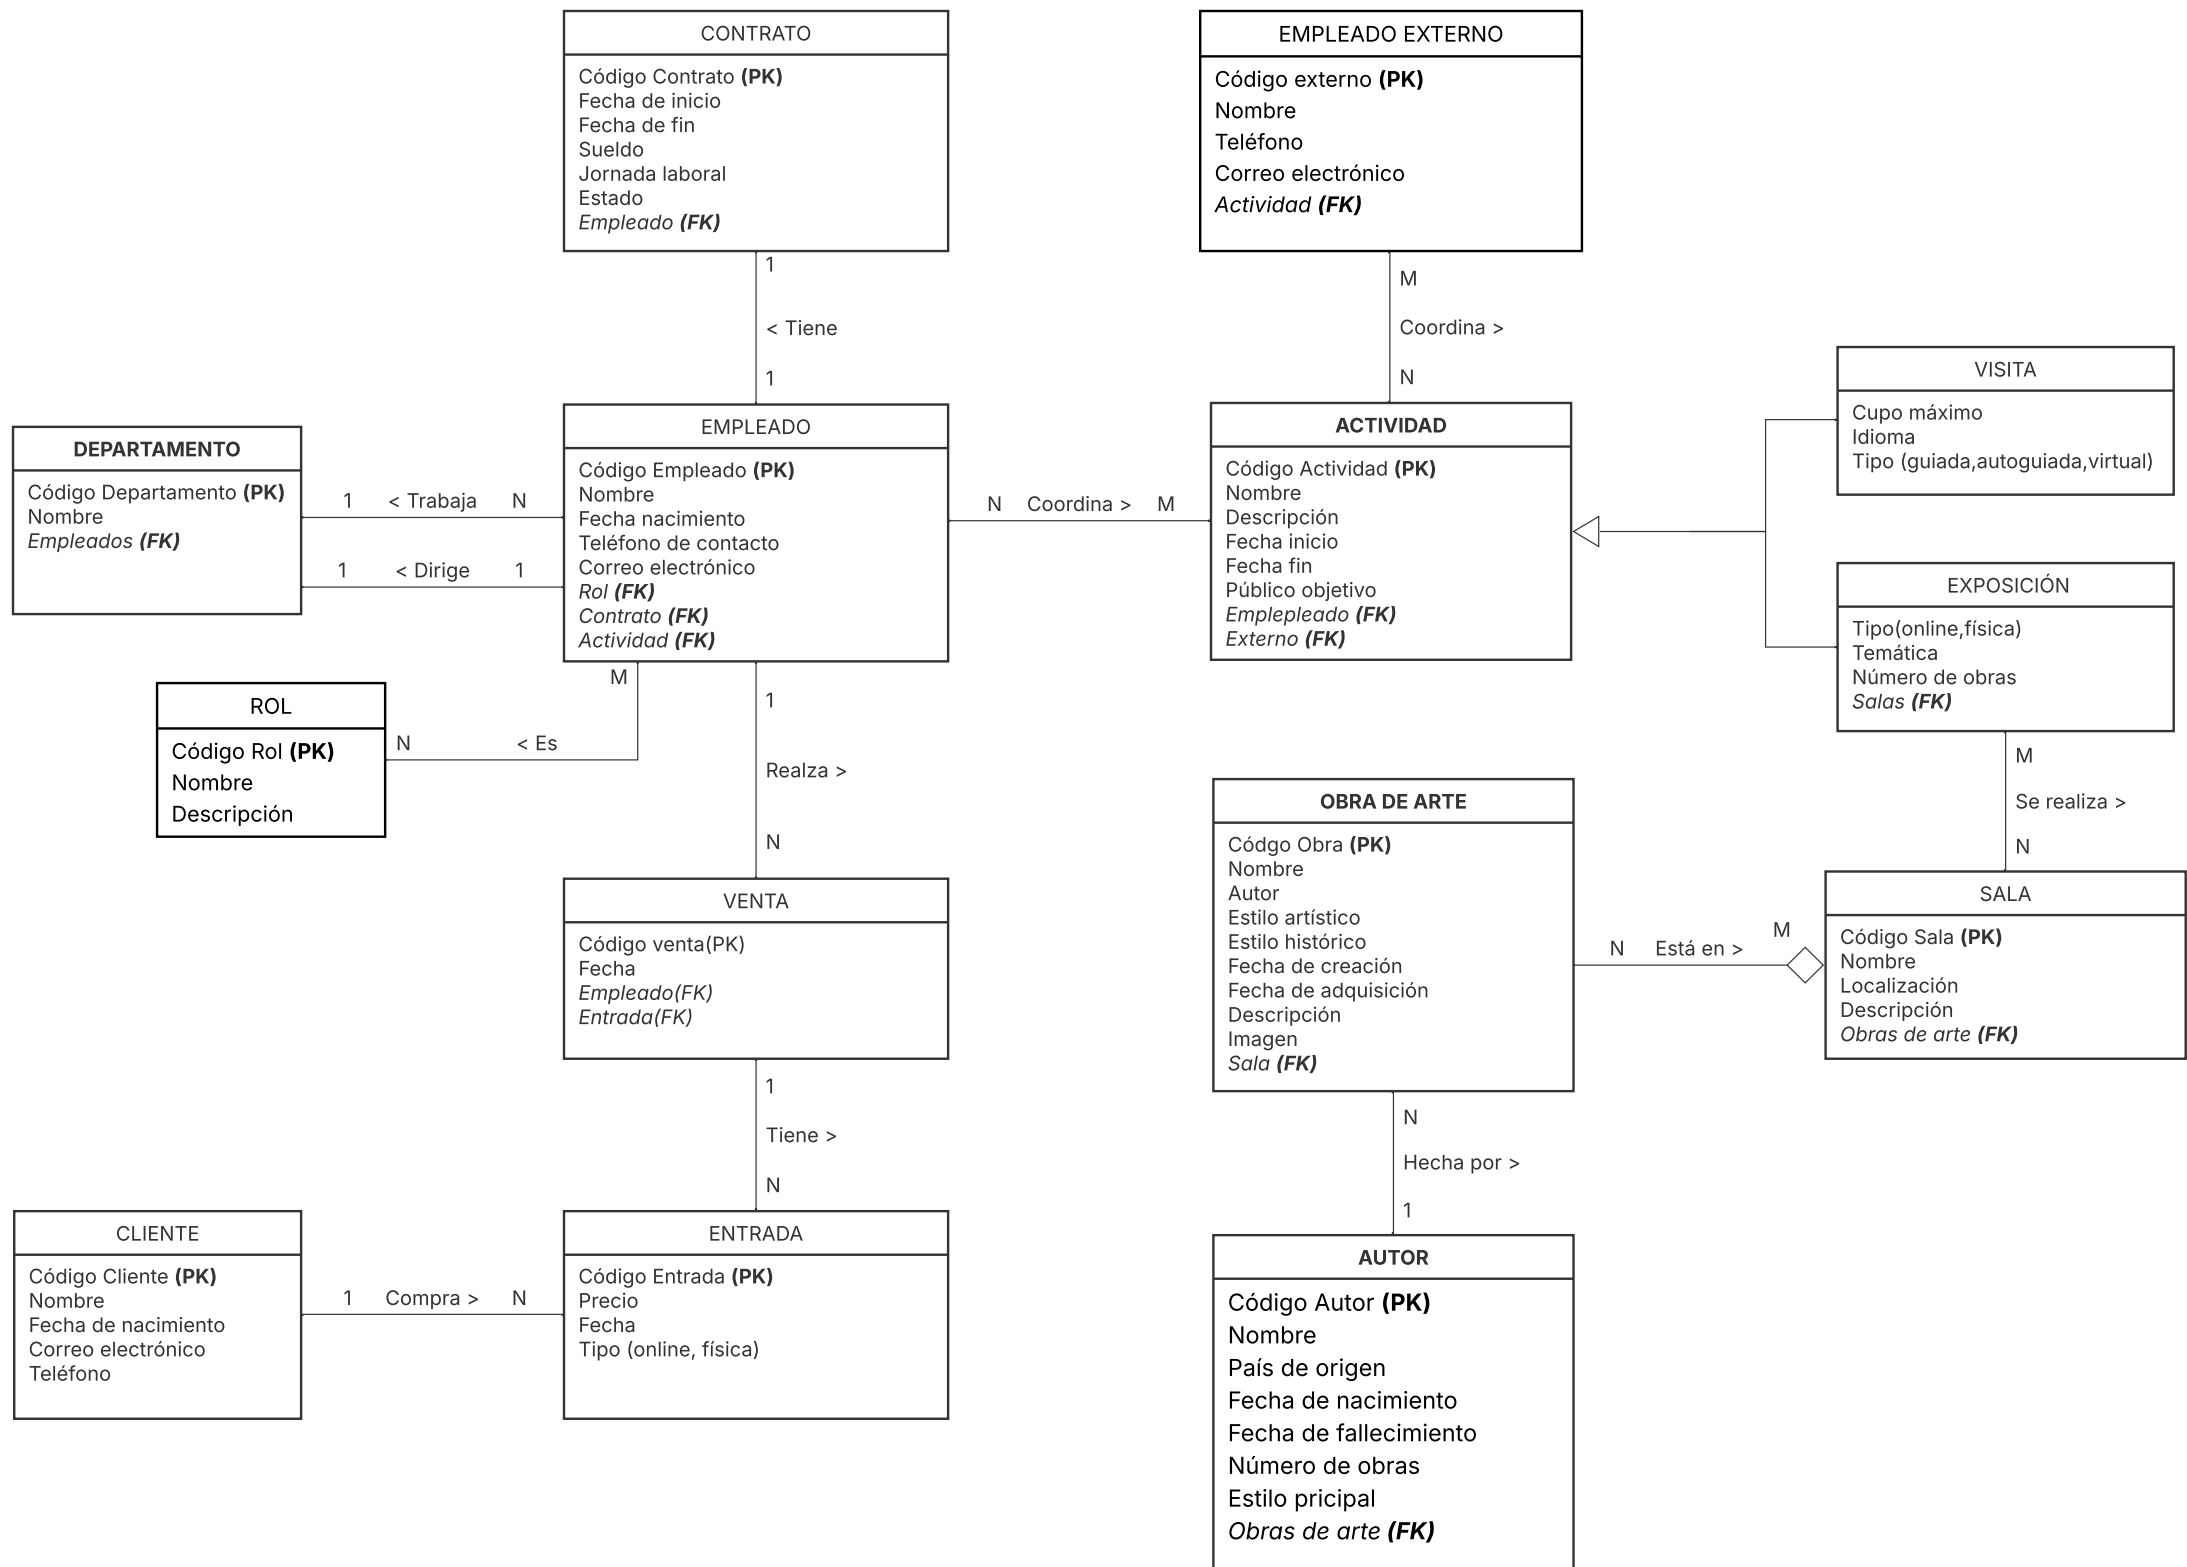 CONTRATO
Código Contrato (PK)
Fecha de inicio
Fecha de fin
Sueldo
Jornada laboral
Estado
Empleado (FK)
1
< Tiene
1
EMPLEADO EXTERNO
Código externo (PK)
Nombre
Teléfono
Correo electrónico
Actividad (FK)
M
Coordina >
N
DEPARTAMENTO
Código Departamento (PK)
Nombre
Empleados (FK)
1 < Trabaja N
1 < Dirige 1
EMPLEADO
Código Empleado (PK)
Nombre
Fecha nacimiento
Teléfono de contacto
Correo electrónico
Rol (FK)
Contrato (FK)
Actividad (FK)
N Coordina > M
ACTIVIDAD
Código Actividad (PK)
Nombre
Descripción
Fecha inicio
Fecha fin
Público objetivo
Emplepleado (FK)
Externo (FK)
VISITA
Cupo máximo
Idioma
Tipo (guiada,autoguiada,virtual)
EXPOSICIÓN
Tipo(online,física)
Temática
Número de obras
Salas (FK)
M
Se realiza >
N
ROL
Código Rol (PK)
Nombre
Descripción
M
N < Es
1
Realza >
N
VENTA
Código venta(PK)
Fecha
Empleado(FK)
Entrada(FK)
1
Tiene >
N
OBRA DE ARTE
Códgo Obra (PK)
Nombre
Autor
Estilo artístico
Estilo histórico
Fecha de creación
Fecha de adquisición
Descripción
Imagen
Sala (FK)
N Está en > M
SALA
Código Sala (PK)
Nombre
Localización
Descripción
Obras de arte (FK)
N
Hecha por >
1
CLIENTE
Código Cliente (PK)
Nombre
Fecha de nacimiento
Correo electrónico
Teléfono
1 Compra > N
ENTRADA
Código Entrada (PK)
Precio
Fecha
Tipo (online, física)
AUTOR
Código Autor (PK)
Nombre
País de origen
Fecha de nacimiento
Fecha de fallecimiento
Número de obras
Estilo pricipal
Obras de arte (FK)